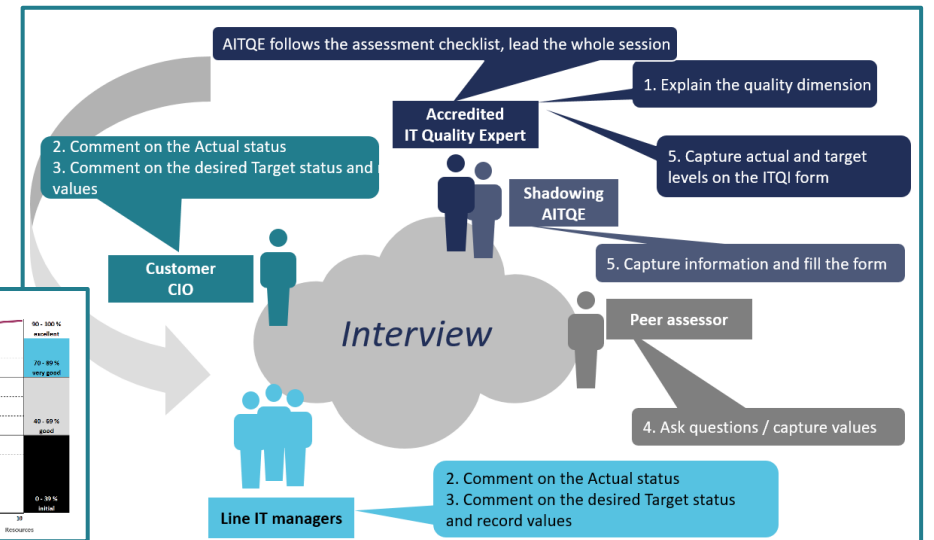 AITQE follows the assessment checklist, lead the whole session
1. Explain the quality dimension
Accredited
IT Quality Expert
2. Comment on the Actual status
3. Comment on the desired Target status and
values
5. Capture actual and target
levels on the ITQI form
Shadowing
AITQE
Customer
CIO
5. Capture information and fill the form
Interview
Peer assessor
90 - 100 %
excellent
70 - 89 %
very good
40 - 69 %
good
0 - 39 %
initial
10
Resources
4. Ask questions / capture values
2. Comment on the Actual status
3. Comment on the desired Target status
and record values
Line IT managers